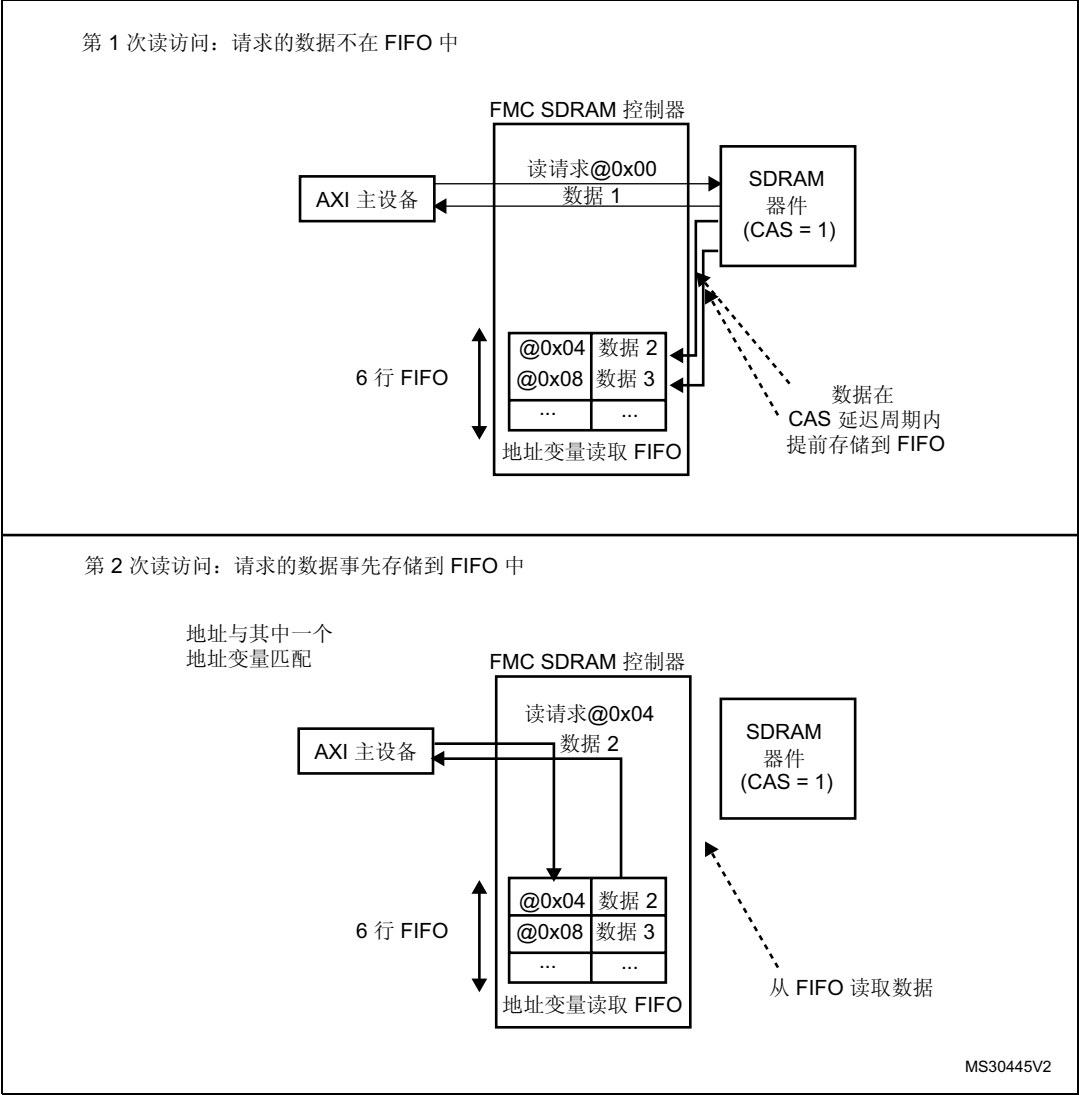 第 1 次读访问：请求的数据不在 FIFO 中
FMC SDRAM 控制器
读请求@0x00
AXI 主设备
数据 1
SDRAM
器件
(CAS = 1)
@0x04 数据 2
6 行 FIFO
@0x08 数据 3
... ...
地址变量读取 FIFO
数据在
CAS 延迟周期内
提前存储到 FIFO
第 2 次读访问：请求的数据事先存储到 FIFO 中
地址与其中一个
地址变量匹配
FMC SDRAM 控制器
读请求@0x04
AXI 主设备
数据 2
SDRAM
器件
(CAS = 1)
@0x04 数据 2
6 行 FIFO
@0x08 数据 3
... ...
地址变量读取 FIFO
从 FIFO 读取数据
MS30445V2